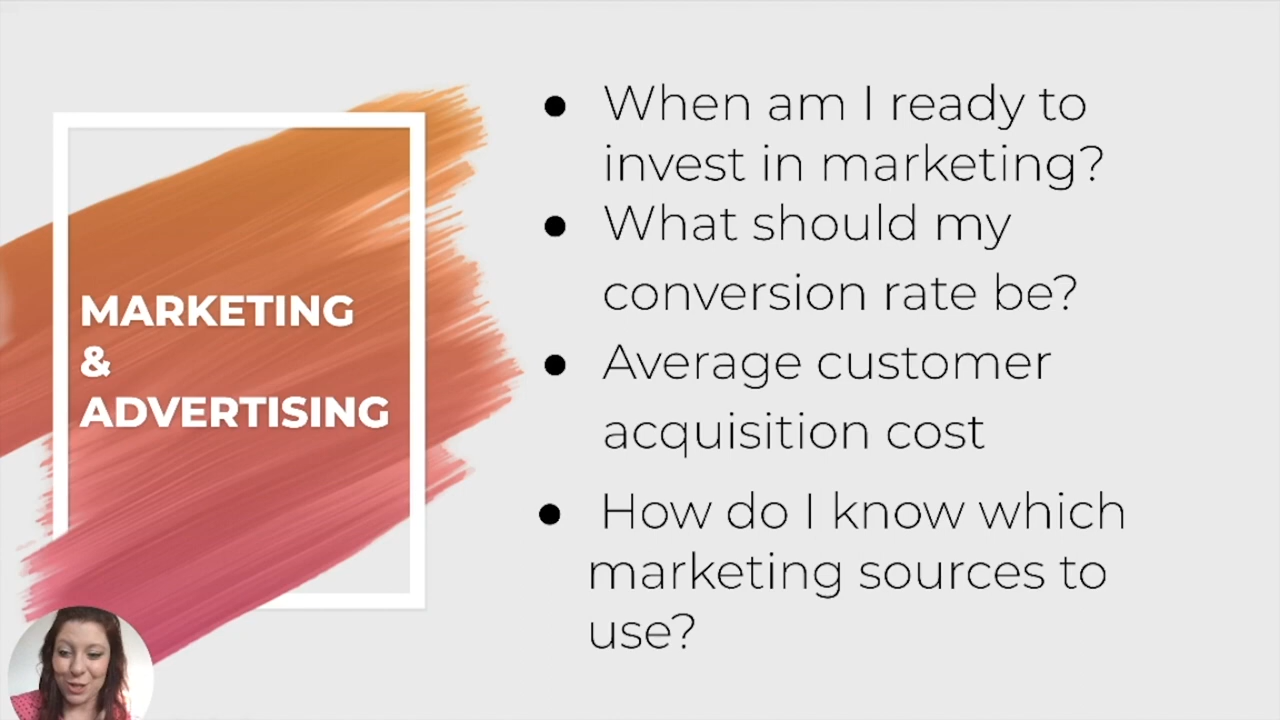 MARKETING
&
ADVERTISING
● When am I ready to
invest in marketing?
● What should my
conversion rate be?
● Average customer
acquisition cost
● How do I know which
marketing sources to
use?